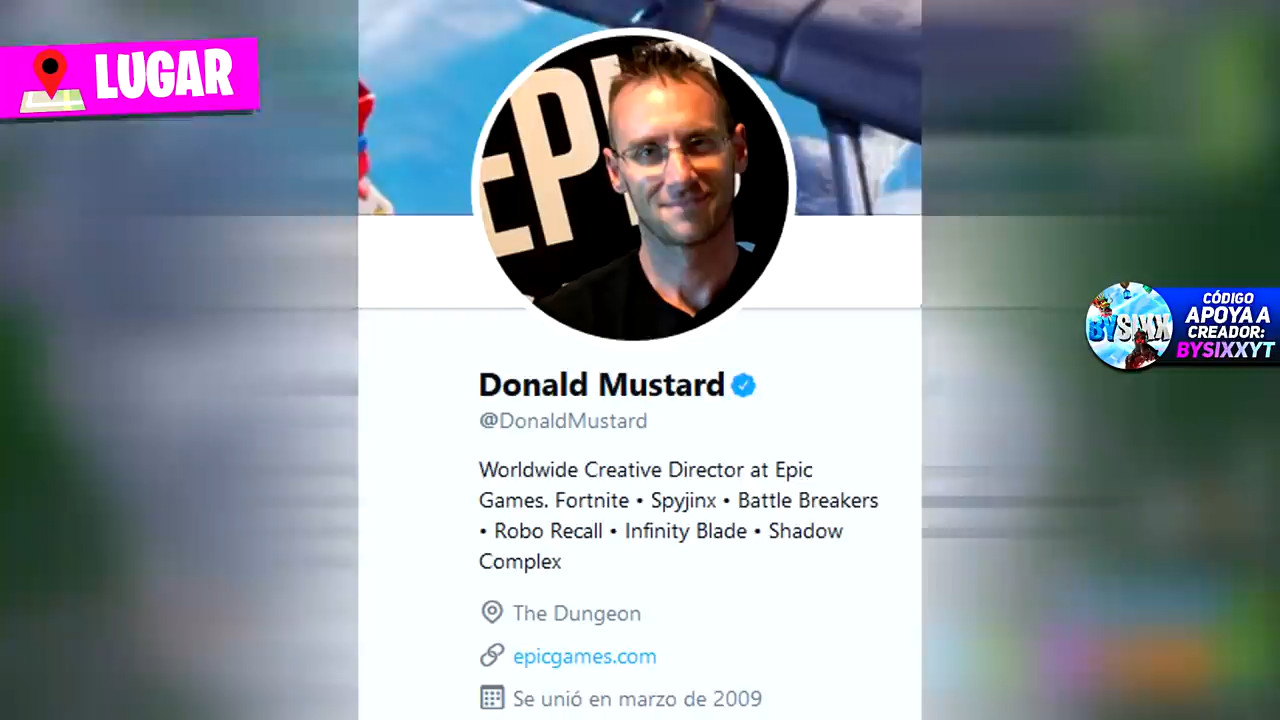 LUGAR
EPI
Donald Mustard
@DonaldMustard
Worldwide Creative Director at Epic
Games. Fortnite • Spyjinx • Battle Breakers
• Robo Recall • Infinity Blade • Shadow
Complex
The Dungeon
epicgames.com
Se unió en marzo de 2009
BYSIXX
CÓDIGO
APOYA A
CREADOR:
BYSIXXYT